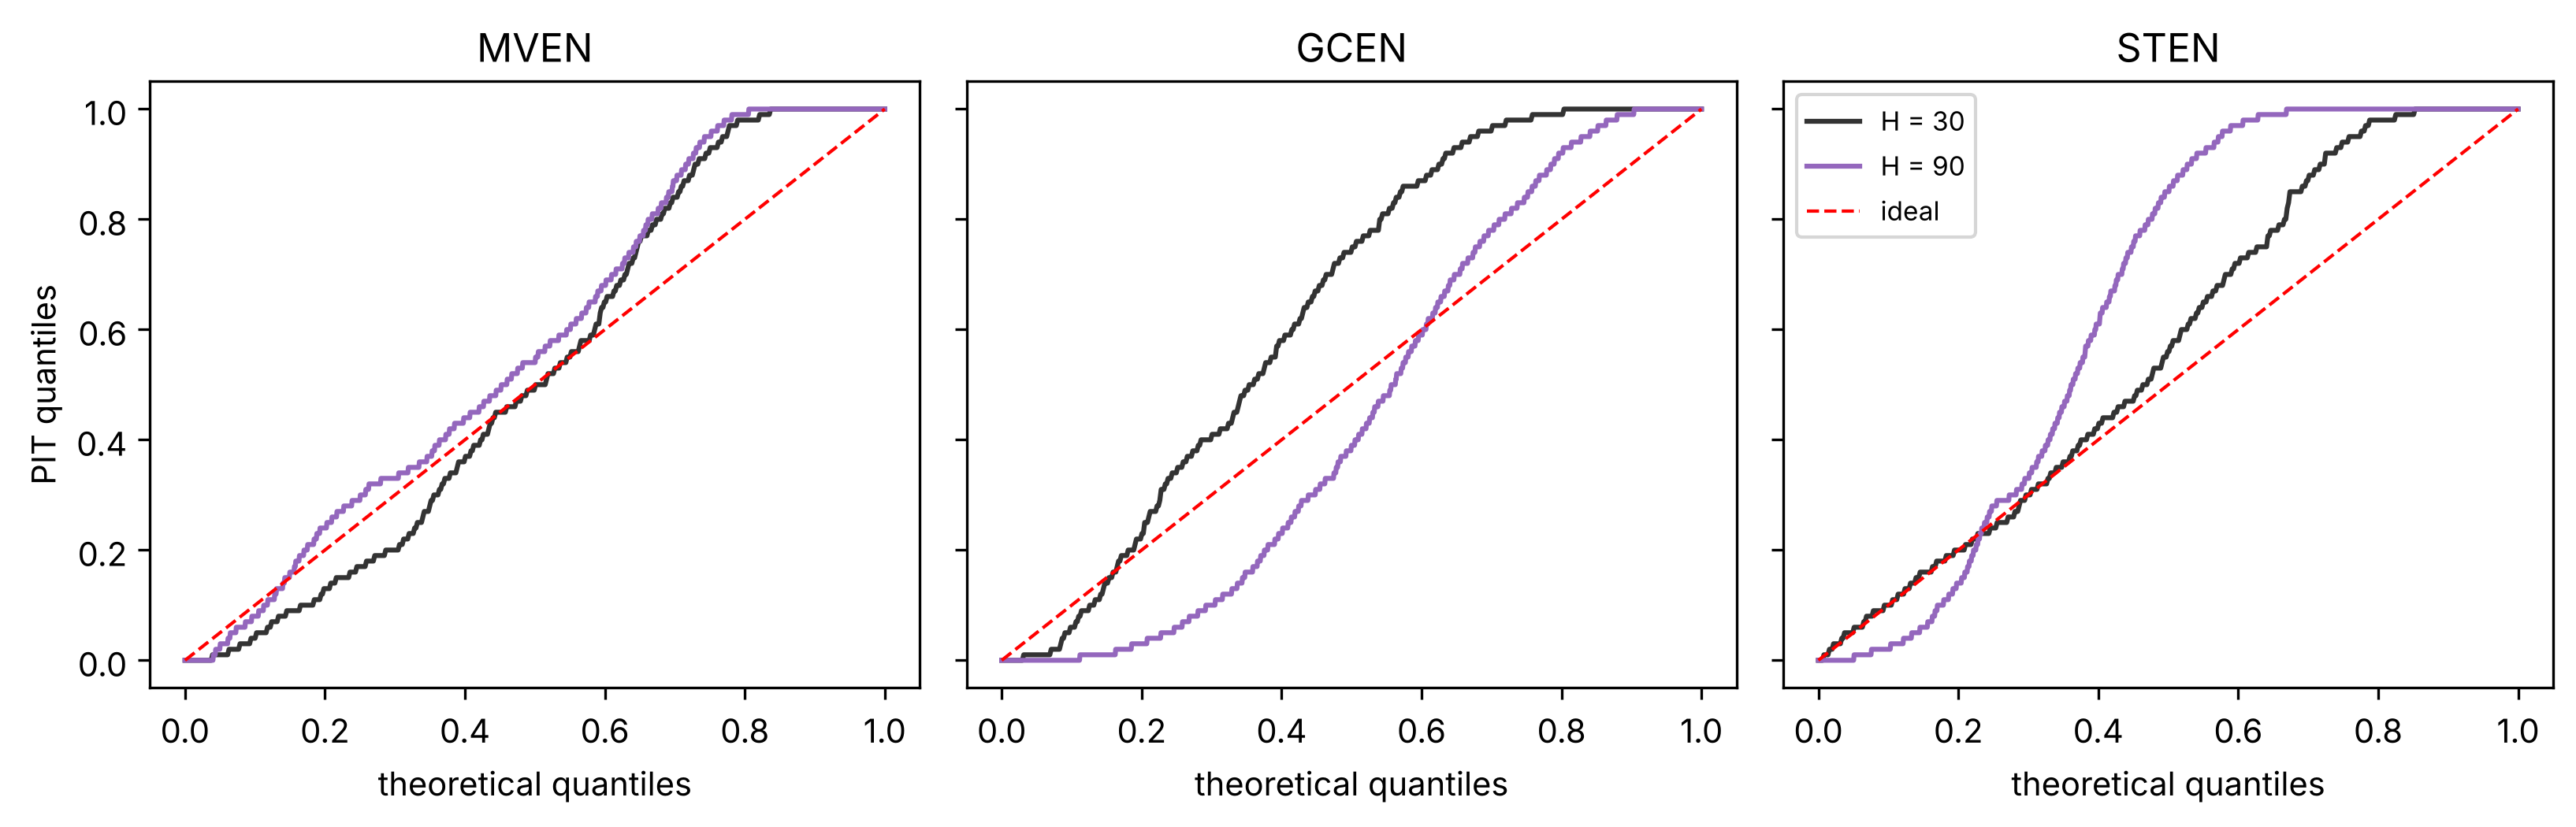 MVEN
GCEN
STEN
PIT quantiles
1.0
0.8
0.6
0.4
0.2
0.0
H = 30
H = 90
ideal
0.0 0.2 0.4 0.6 0.8 1.0
0.0 0.2 0.4 0.6 0.8 1.0
0.0 0.2 0.4 0.6 0.8 1.0
theoretical quantiles
theoretical quantiles
theoretical quantiles